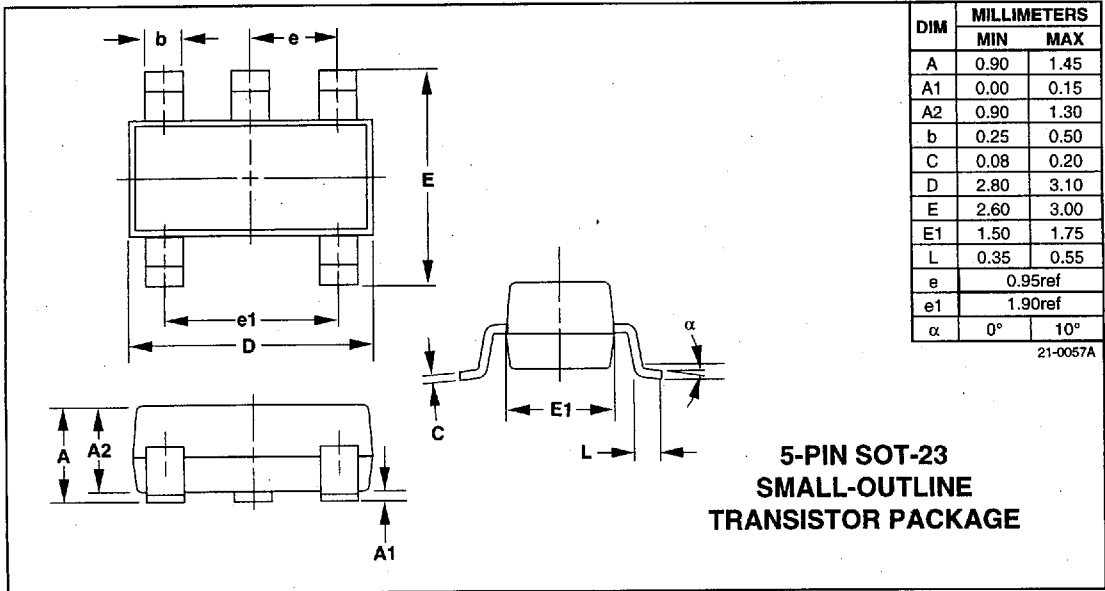 b
e
E
e1
D
A
A2
A1
C
E1
L
α
DIM MILLIMETERS
MIN MAX
A 0.90 1.45
A1 0.00 0.15
A2 0.90 1.30
b 0.25 0.50
C 0.08 0.20
D 2.80 3.10
E 2.60 3.00
E1 1.50 1.75
L 0.35 0.55
e 0.95ref
e1 1.90ref
α 0° 10°
21-0057A
5-PIN SOT-23
SMALL-OUTLINE
TRANSISTOR PACKAGE